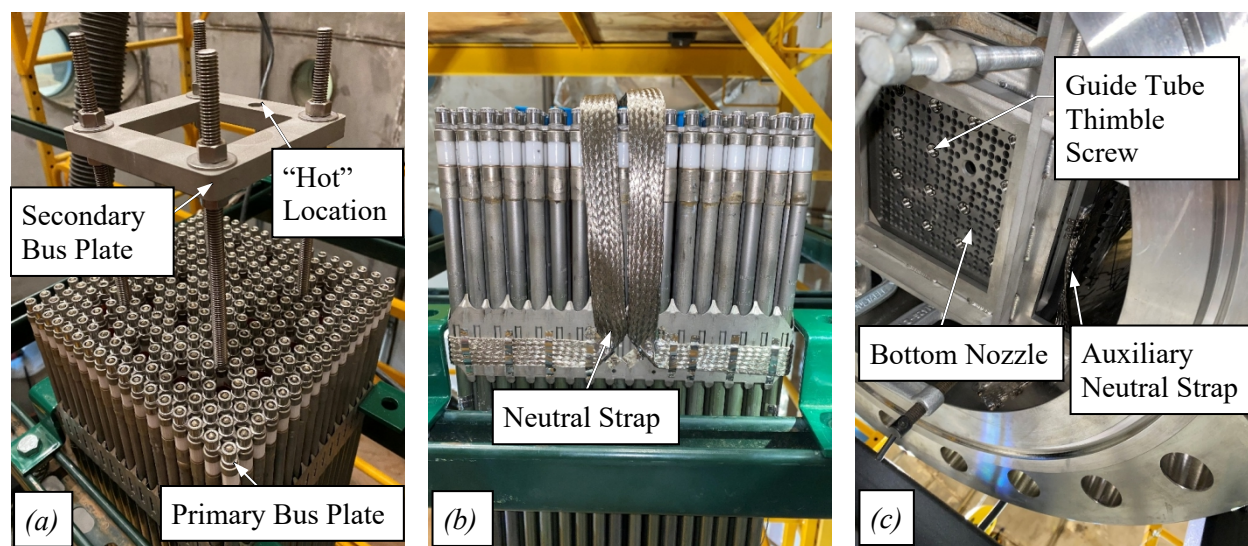 “Hot”
Location
Secondary
Bus Plate
Primary Bus Plate
(a)
Neutral Strap
(b)
Guide Tube
Thimble
Screw
Bottom Nozzle
Auxiliary
Neutral Strap
(c)